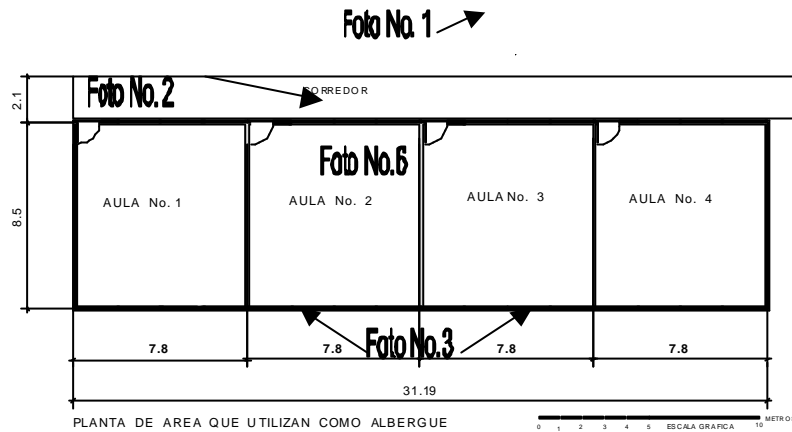 Foto No. 1
2.1
Foto No. 2
CORREDOR
8.5
Foto No.6
AULA No. 1
AULA No. 2
AULA No. 3
AULA No. 4
Foto No.3
7.8
7.8
7.8
7.8
31.19
PLANTA DE AREA QUE UTILIZAN COMO ALBERGUE
0 1 2 3 4 5 ESCALA GRAFICA 10